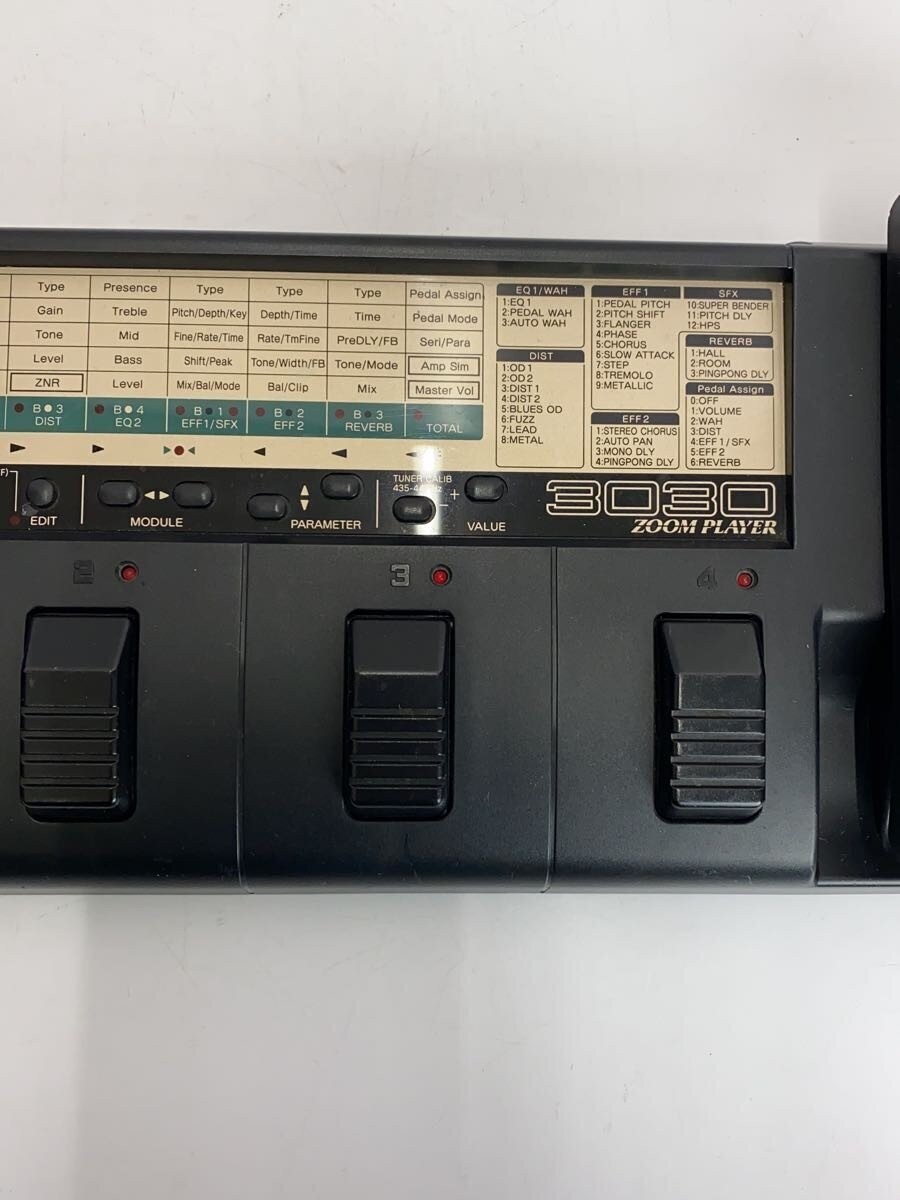 Type Presence Type Type Type Pedal Assign
Gain Treble Pitch/Depth/Key Depth/Time Time Pedal Mode
Tone Mid Fine/Rate/Time Rate/TmFine PreDLY/FB Seri/Para
Level Bass Shift/Peak Tone/Width/FB Tone/Mode Amp Sim
ZNR Level Mix/Bal/Mode Bal/Clip Mix Master Vol
B 3 B 4 B 1 B 2 B 3
DIST EQ2 EFF1/SFX EFF2 REVERB TOTAL
EQ1/WAH
1:EQ1
2:PEDAL WAH
3:AUTO WAH
DIST
1:OD1
2:OD2
3:DIST1
4:DIST2
5:BLUES OD
6:FUZZ
7:LEAD
8:METAL
EFF1
1:PEDAL PITCH
2:PITCH SHIFT
3:FLANGER
4:PHASE
5:CHORUS
6:SLOW ATTACK
7:STEP
8:TREMOLO
9:METALLIC
EFF2
1:STEREO CHORUS
2:AUTO PAN
3:MONO DLY
4:PINGPONG DLY
SFX
10:SUPER BENDER
11:PITCH DLY
12:HPS
REVERB
1:HALL
2:ROOM
3:PINGPONG DLY
Pedal Assign
0:OFF
1:VOLUME
2:WAH
3:DIST
4:EFF1/SFX
5:EFF2
6:REVERB
EDIT
MODULE
PARAMETER
TUNER CALIB
+
−
VALUE
3030
ZOOM PLAYER
2
3
4